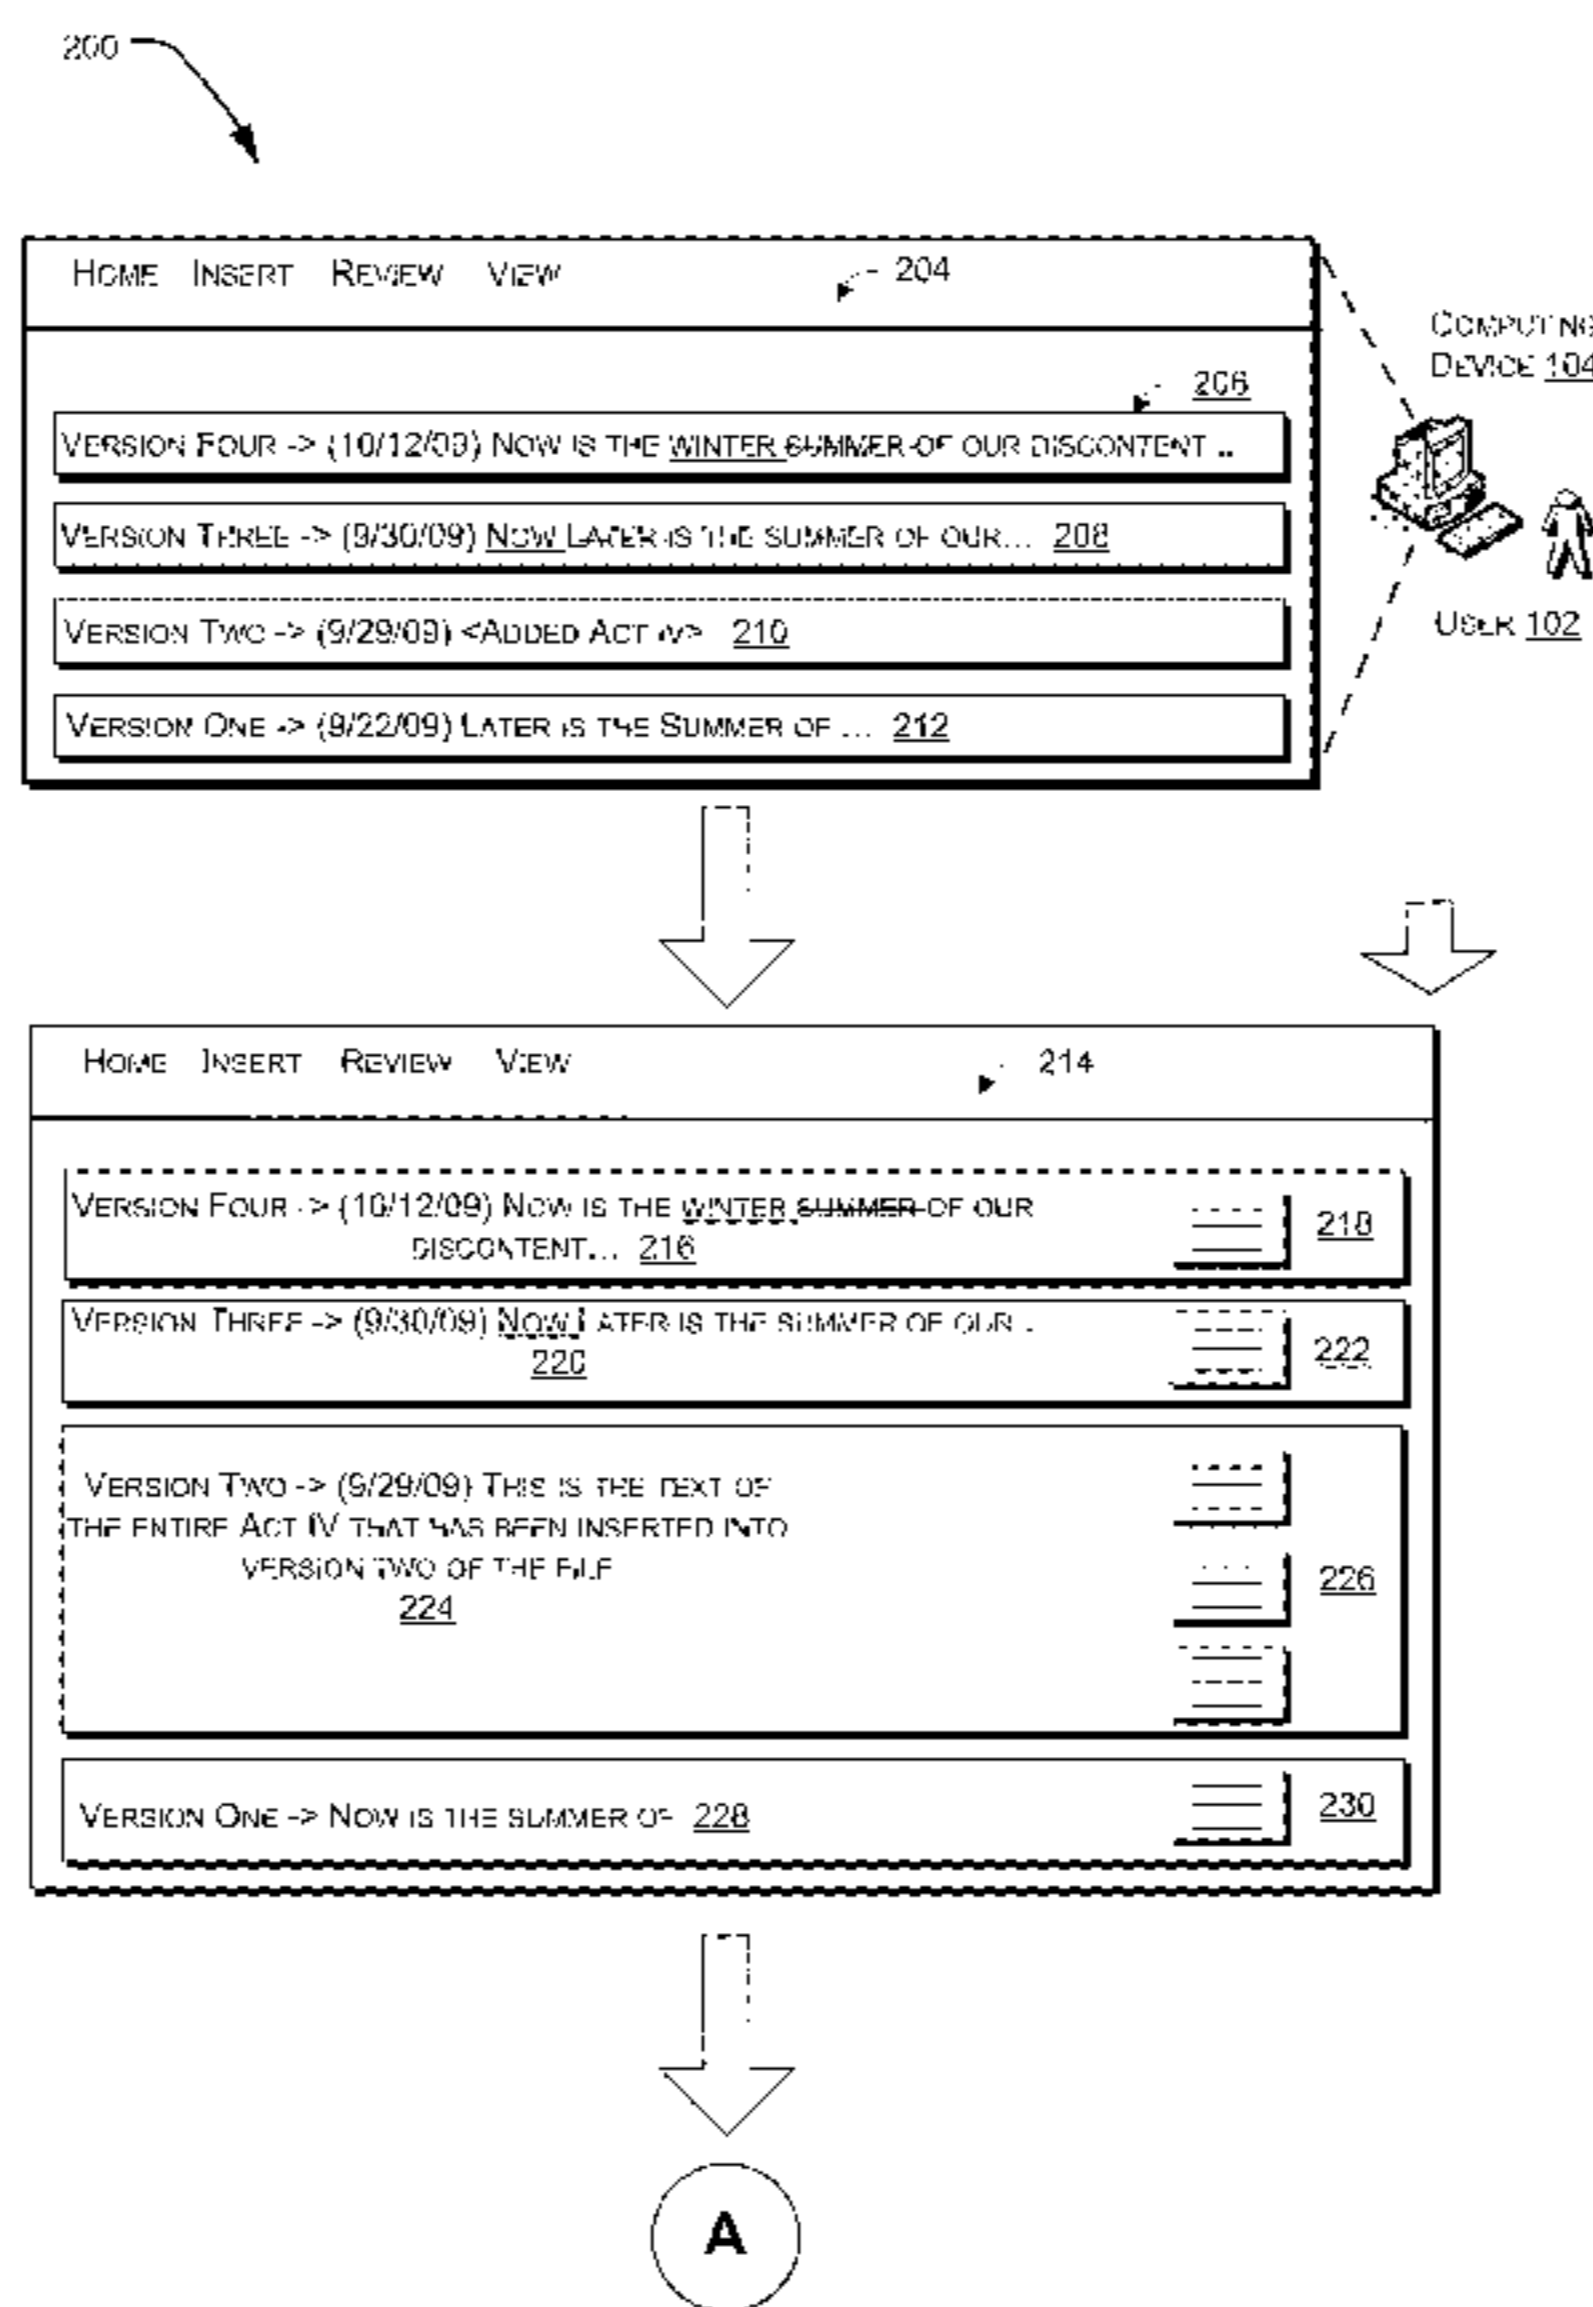 200
HOME INSERT REVIEW VIEW 204
COMPUTING
DEVICE 104
206
VERSION FOUR -> (10/12/09) NOW IS THE WINTER SUMMER OF OUR DISCONTENT ..
VERSION THREE -> (9/30/09) NOW LATER IS THE SUMMER OF OUR... 208
VERSION TWO -> (9/29/09) <ADDED ACT IV> 210
USER 102
VERSION ONE -> (9/22/09) LATER IS THE SUMMER OF ... 212
HOME INSERT REVIEW VIEW 214
VERSION FOUR -> (10/12/09) NOW IS THE WINTER SUMMER OF OUR
DISCONTENT... 216
218
VERSION THREE -> (9/30/09) NOW LATER IS THE SUMMER OF OUR..
220
222
VERSION TWO -> (9/29/09) THIS IS THE TEXT OF
THE ENTIRE ACT IV THAT HAS BEEN INSERTED INTO
VERSION TWO OF THE FILE
224
226
VERSION ONE -> NOW IS THE SUMMER OF 228
230
A